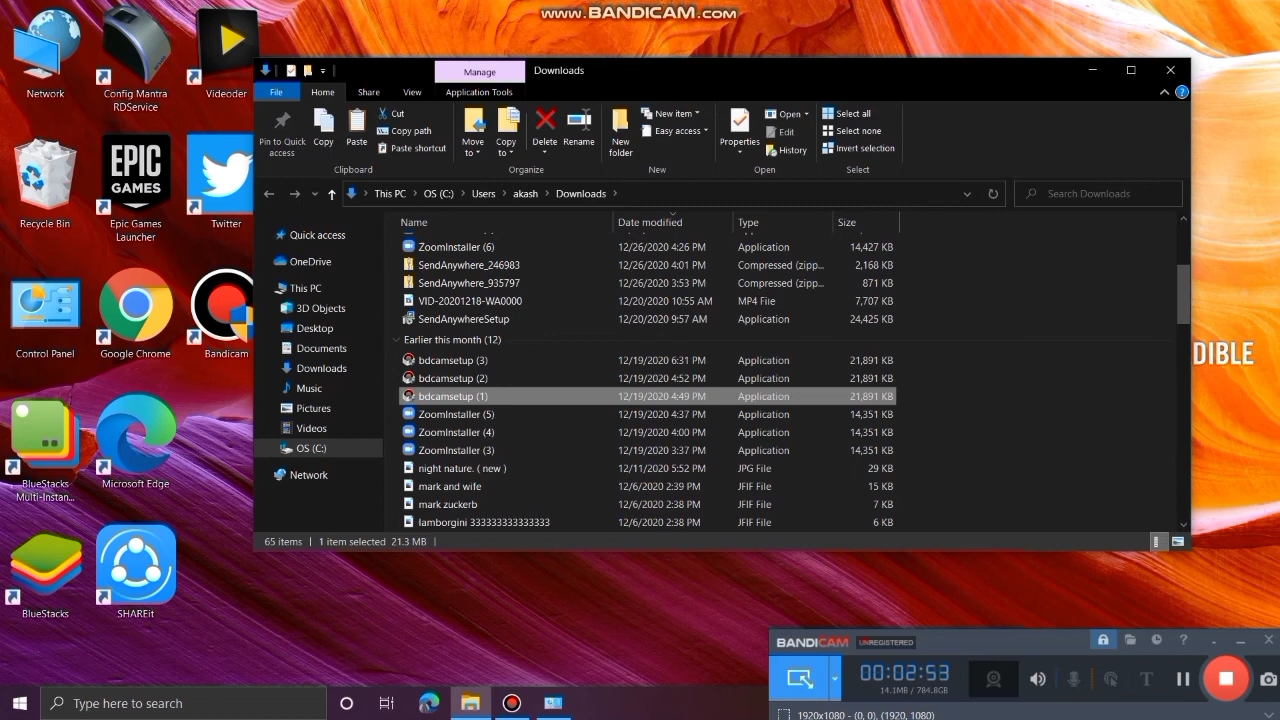 www.BANDICAM.com
Network
Config Mantra
RDService
Videoder
Recycle Bin
EPIC
GAMES
Epic Games
Launcher
Twitter
Control Panel
Google Chrome
Bandicam
BlueStacks
Multi-Instan...
Microsoft Edge
BlueStacks
SHAREit
Manage
Downloads
File
Home
Share
View
Application Tools
Pin to Quick
access
Copy
Paste
Cut
Copy path
Paste shortcut
Clipboard
Move
to
Copy
to
Delete
Rename
Organize
New
folder
New item
Easy access
New
Properties
Open
Edit
History
Open
Select all
Select none
Invert selection
Select
This PC
OS (C:)
Users
akash
Downloads
Search Downloads
Quick access
OneDrive
This PC
3D Objects
Desktop
Documents
Downloads
Music
Pictures
Videos
OS (C:)
Network
Name Date modified Type Size
ZoomInstaller (6) 12/26/2020 4:26 PM Application 14,427 KB
SendAnywhere_246983 12/26/2020 4:01 PM Compressed (zipp... 2,168 KB
SendAnywhere_935797 12/26/2020 3:53 PM Compressed (zipp... 871 KB
VID-20201218-WA0000 12/20/2020 10:55 AM MP4 File 7,707 KB
SendAnywhereSetup 12/20/2020 9:57 AM Application 24,425 KB
Earlier this month (12)
bdcamsetup (3) 12/19/2020 6:31 PM Application 21,891 KB
bdcamsetup (2) 12/19/2020 4:52 PM Application 21,891 KB
bdcamsetup (1) 12/19/2020 4:49 PM Application 21,891 KB
ZoomInstaller (5) 12/19/2020 4:37 PM Application 14,351 KB
ZoomInstaller (4) 12/19/2020 4:00 PM Application 14,351 KB
ZoomInstaller (3) 12/19/2020 3:37 PM Application 14,351 KB
night nature. ( new ) 12/11/2020 5:52 PM JPG File 29 KB
mark and wife 12/6/2020 2:39 PM JFIF File 15 KB
mark zuckerb 12/6/2020 2:38 PM JFIF File 7 KB
lamborgini 333333333333333 12/6/2020 2:38 PM JFIF File 6 KB
65 items 1 item selected 21.3 MB
DIBLE
BANDICAM UNREGISTERED
00:02:53
14.1MB / 784.8GB
1920x1080 - (0, 0), (1920, 1080)
Type here to search